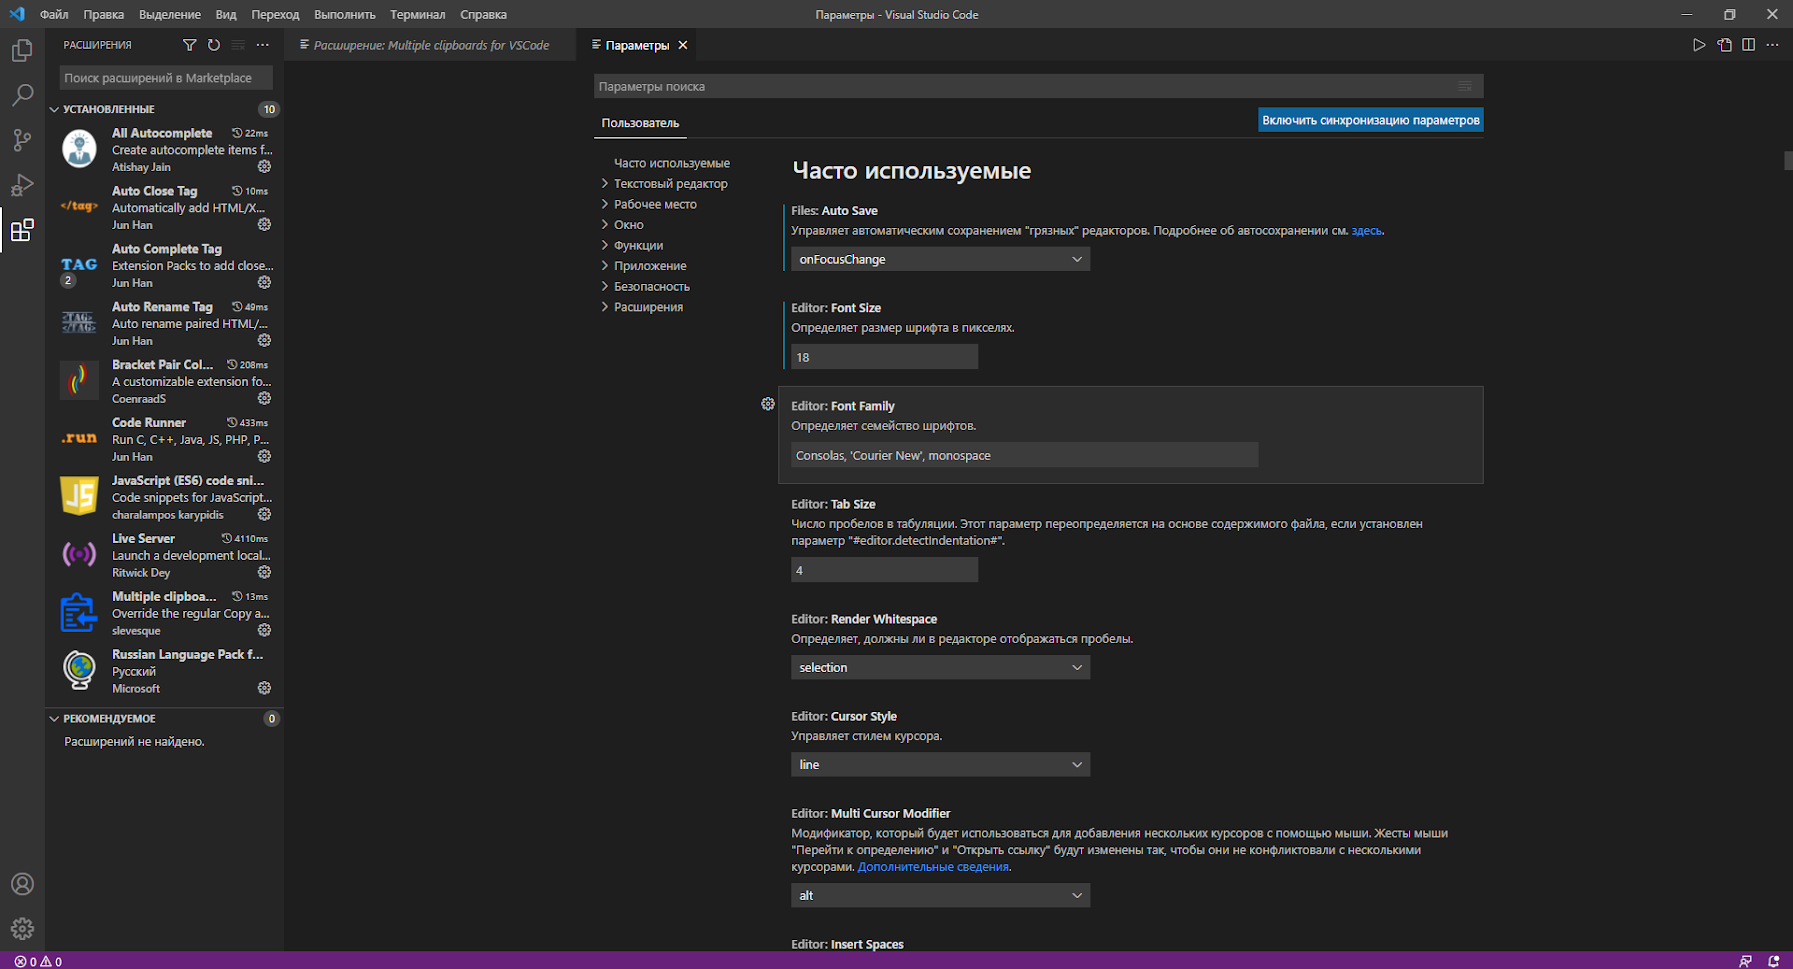 Файл Правка Выделение Вид Переход Выполнить Терминал Справка
Параметры - Visual Studio Code
РАСШИРЕНИЯ
Расширение: Multiple clipboards for VSCode
Параметры
Поиск расширений в Marketplace
УСТАНОВЛЕННЫЕ 10
All Autocomplete 22ms
Create autocomplete items f...
Atishay Jain
</tag>
Auto Close Tag 10ms
Automatically add HTML/X...
Jun Han
TAG
2
Auto Complete Tag
Extension Packs to add close...
Jun Han
<TAG>
</TAG>
Auto Rename Tag 49ms
Auto rename paired HTML/...
Jun Han
Bracket Pair Col... 208ms
A customizable extension fo...
CoenraadS
.run
Code Runner 433ms
Run C, C++, Java, JS, PHP, P...
Jun Han
JS
JavaScript (ES6) code sni...
Code snippets for JavaScript...
charalampos karypidis
Live Server 4110ms
Launch a development local...
Ritwick Dey
Multiple clipboa... 13ms
Override the regular Copy a...
slevesque
Russian Language Pack f...
Русский
Microsoft
РЕКОМЕНДУЕМОЕ 0
Расширений не найдено.
Параметры поиска
Пользователь
Включить синхронизацию параметров
Часто используемые
Текстовый редактор
Рабочее место
Окно
Функции
Приложение
Безопасность
Расширения
Часто используемые
Files: Auto Save
Управляет автоматическим сохранением "грязных" редакторов. Подробнее об автосохранении см. здесь.
onFocusChange
Editor: Font Size
Определяет размер шрифта в пикселях.
18
Editor: Font Family
Определяет семейство шрифтов.
Consolas, 'Courier New', monospace
Editor: Tab Size
Число пробелов в табуляции. Этот параметр переопределяется на основе содержимого файла, если установлен
параметр "#editor.detectIndentation#".
4
Editor: Render Whitespace
Определяет, должны ли в редакторе отображаться пробелы.
selection
Editor: Cursor Style
Управляет стилем курсора.
line
Editor: Multi Cursor Modifier
Модификатор, который будет использоваться для добавления нескольких курсоров с помощью мыши. Жесты мыши
"Перейти к определению" и "Открыть ссылку" будут изменены так, чтобы они не конфликтовали с несколькими
курсорами. Дополнительные сведения.
alt
Editor: Insert Spaces
0 0